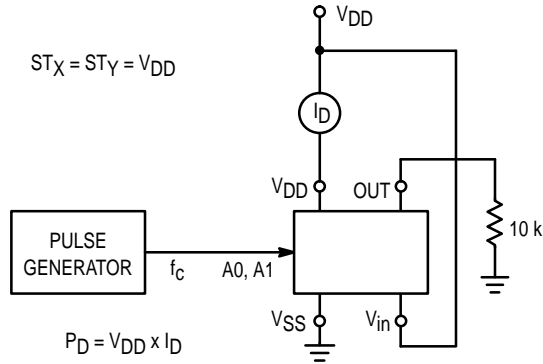 V_DD
ST_X = ST_Y = V_DD
I_D
V_DD
OUT
PULSE
GENERATOR
f_c
A0, A1
10 k
V_SS
V_in
P_D = V_DD x I_D